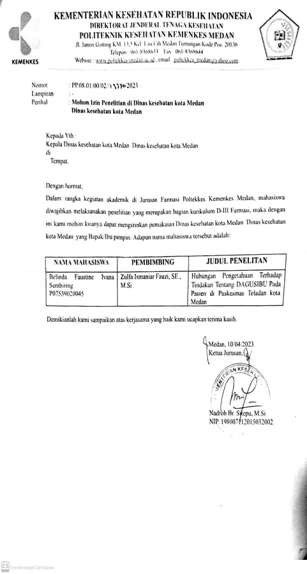 KEMENTERIAN KESEHATAN REPUBLIK INDONESIA
DIREKTORAT JENDERAL TENAGA KESEHATAN
POLITEKNIK KESEHATAN KEMENKES MEDAN
Jl. Jamin Ginting KM. 13,5 Kel. Lau Cih Medan Tuntungan Kode Pos 20136
Telepon : 061-8368633 Fax : 061-8368644
Website : www.poltekkes-medan.ac.id , email : poltekkes_medan@yahoo.com
KEMENKES
Nomor : PP.08.01/00/02/ /2023
Lampiran : -
Perihal : Mohon Izin Penelitian di Dinas kesehatan kota Medan
Dinas kesehatan kota Medan
Kepada Yth :
Kepala Dinas kesehatan kota Medan Dinas kesehatan kota Medan
di
Tempat.
Dengan hormat,
Dalam rangka kegiatan akademik di Jurusan Farmasi Poltekkes Kemenkes Medan, mahasiswa
diwajibkan melaksanakan penelitian yang merupakan bagian kurikulum D-III Farmasi, maka dengan
ini kami mohon kiranya dapat mengizinkan pemakaian Dinas kesehatan kota Medan Dinas kesehatan
kota Medan yang Bapak/Ibu pimpin. Adapun nama mahasiswa tersebut adalah:
NAMA MAHASISWA PEMBIMBING JUDUL PENELITIAN
Belinda Faustine Ivana Sembiring P07539020045
Zulfa Ismaniar Fauzi, SE., M.Si
Hubungan Pengetahuan Terhadap Tindakan Tentang DAGUSIBU Pada Pasien di Puskesmas Teladan kota Medan
Demikianlah kami sampaikan atas kerjasama yang baik kami ucapkan terima kasih.
Medan, 10/04/2023
Ketua Jurusan,
Nadroh Br. Sitepu, M.Si
NIP. 198007112015032002